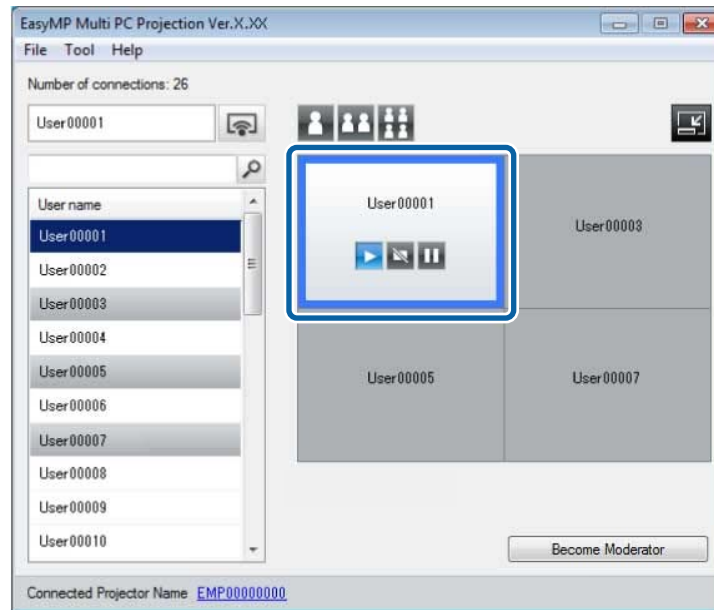 EasyMP Multi PC Projection Ver.X.XX
File Tool Help
Number of connections: 26
User00001
User name
User00001
User00002
User00003
User00004
User00005
User00006
User00007
User00008
User00009
User00010
User00001
User00003
User00005
User00007
Become Moderator
Connected Projector Name EMP00000000